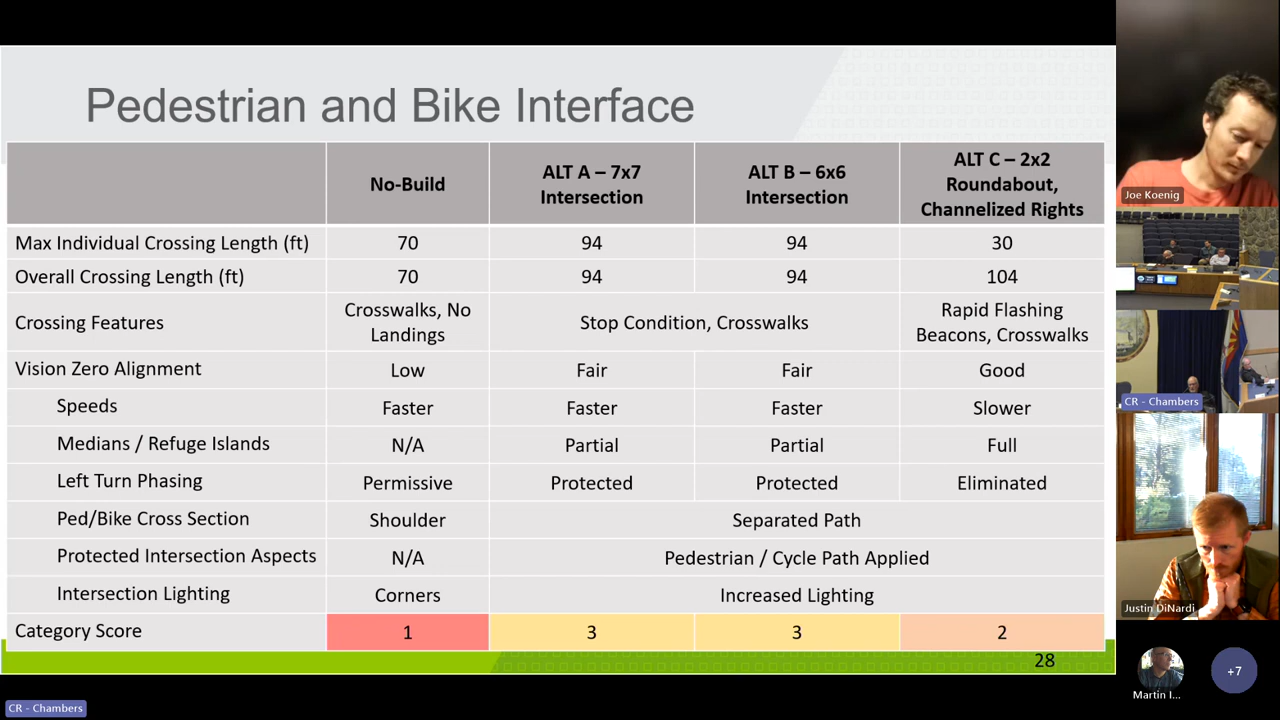 Pedestrian and Bike Interface
No-Build
ALT A – 7x7
Intersection
ALT B – 6x6
Intersection
ALT C – 2x2
Roundabout,
Channelized Rights
Max Individual Crossing Length (ft) 70 94 94 30
Overall Crossing Length (ft) 70 94 94 104
Crossing Features
Crosswalks, No
Landings
Stop Condition, Crosswalks
Rapid Flashing
Beacons, Crosswalks
Vision Zero Alignment Low Fair Fair Good
Speeds Faster Faster Faster Slower
Medians / Refuge Islands N/A Partial Partial Full
Left Turn Phasing Permissive Protected Protected Eliminated
Ped/Bike Cross Section Shoulder Separated Path
Protected Intersection Aspects N/A Pedestrian / Cycle Path Applied
Intersection Lighting Corners Increased Lighting
Category Score 1 3 3 2
28
CR - Chambers
Joe Koenig
CR - Chambers
Justin DiNardi
Martin I...
+7